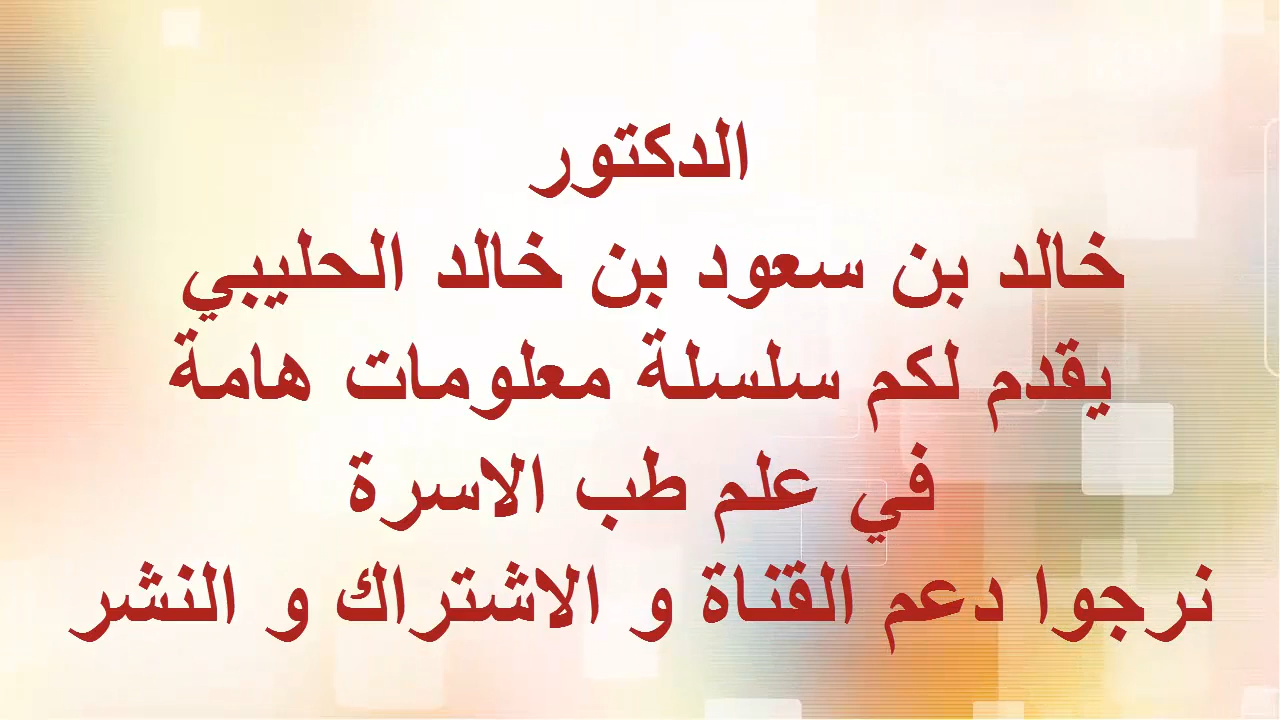 الدكتور
خالد بن سعود بن خالد الحليبي
يقدم لكم سلسلة معلومات هامة
في علم طب الاسرة
نرجوا دعم القناة و الاشتراك و النشر